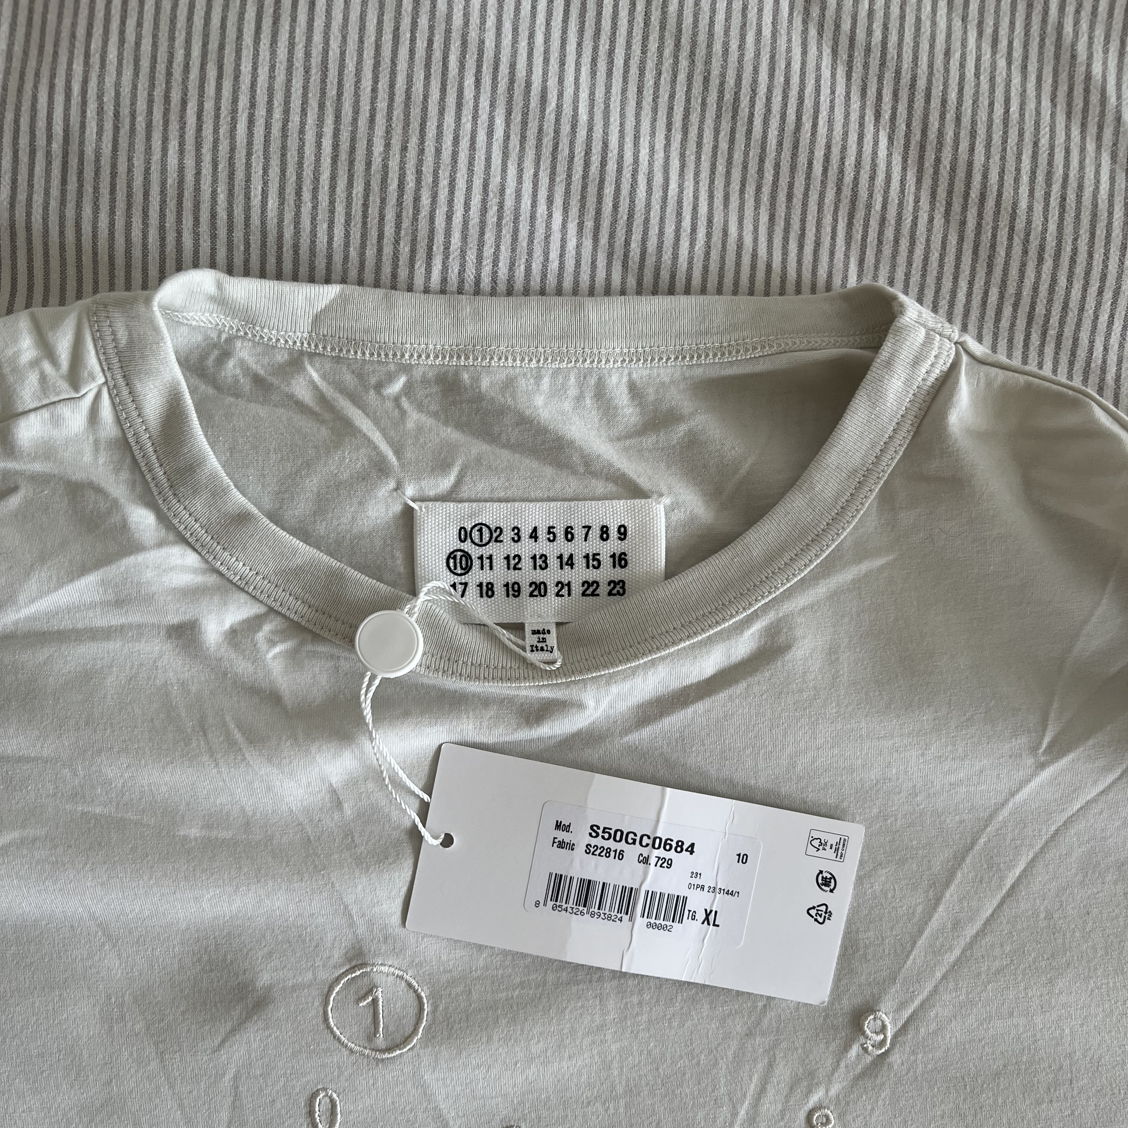 0 1 2 3 4 5 6 7 8 9
10 11 12 13 14 15 16
17 18 19 20 21 22 23
made
in
Italy
Mod. S50GC0684
Fabric S22816 Col. 729 10
231
01PR 23 3144/1
8 054326 893824 00002 TG. XL
21
PAP
1
9
0